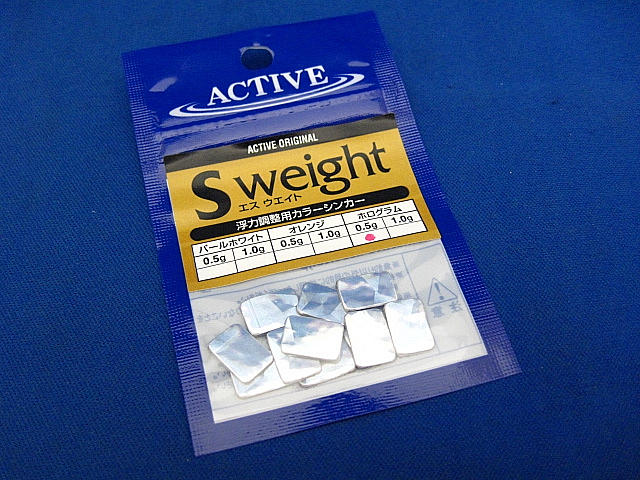 ACTIVE
ACTIVE ORIGINAL
S weight
エス ウエイト
浮力調整用カラーシンカー
パールホワイト オレンジ ホログラム
0.5g 1.0g 0.5g 1.0g 0.5g 1.0g
注意